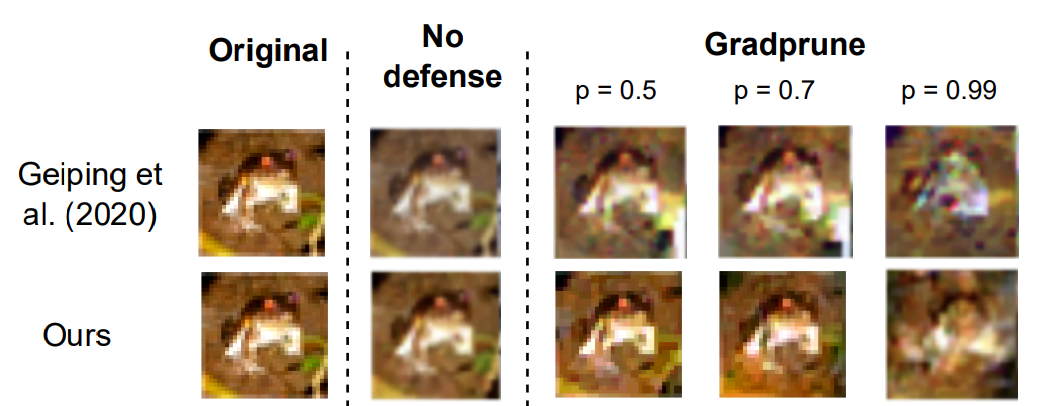 Original
No
defense
Gradprune
p = 0.5
p = 0.7
p = 0.99
Geiping et
al. (2020)
Ours